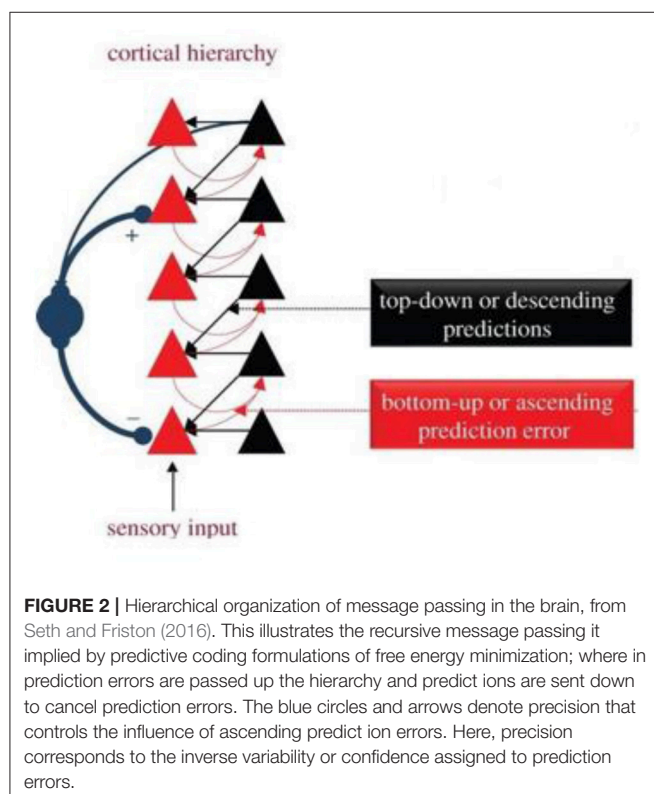 cortical hierarchy
+
top-down or descending
predictions
bottom-up or ascending
prediction error
−
sensory input
FIGURE 2 | Hierarchical organization of message passing in the brain, from
Seth and Friston (2016). This illustrates the recursive message passing it
implied by predictive coding formulations of free energy minimization; where in
prediction errors are passed up the hierarchy and predict ions are sent down
to cancel prediction errors. The blue circles and arrows denote precision that
controls the influence of ascending predict ion errors. Here, precision
corresponds to the inverse variability or confidence assigned to prediction
errors.